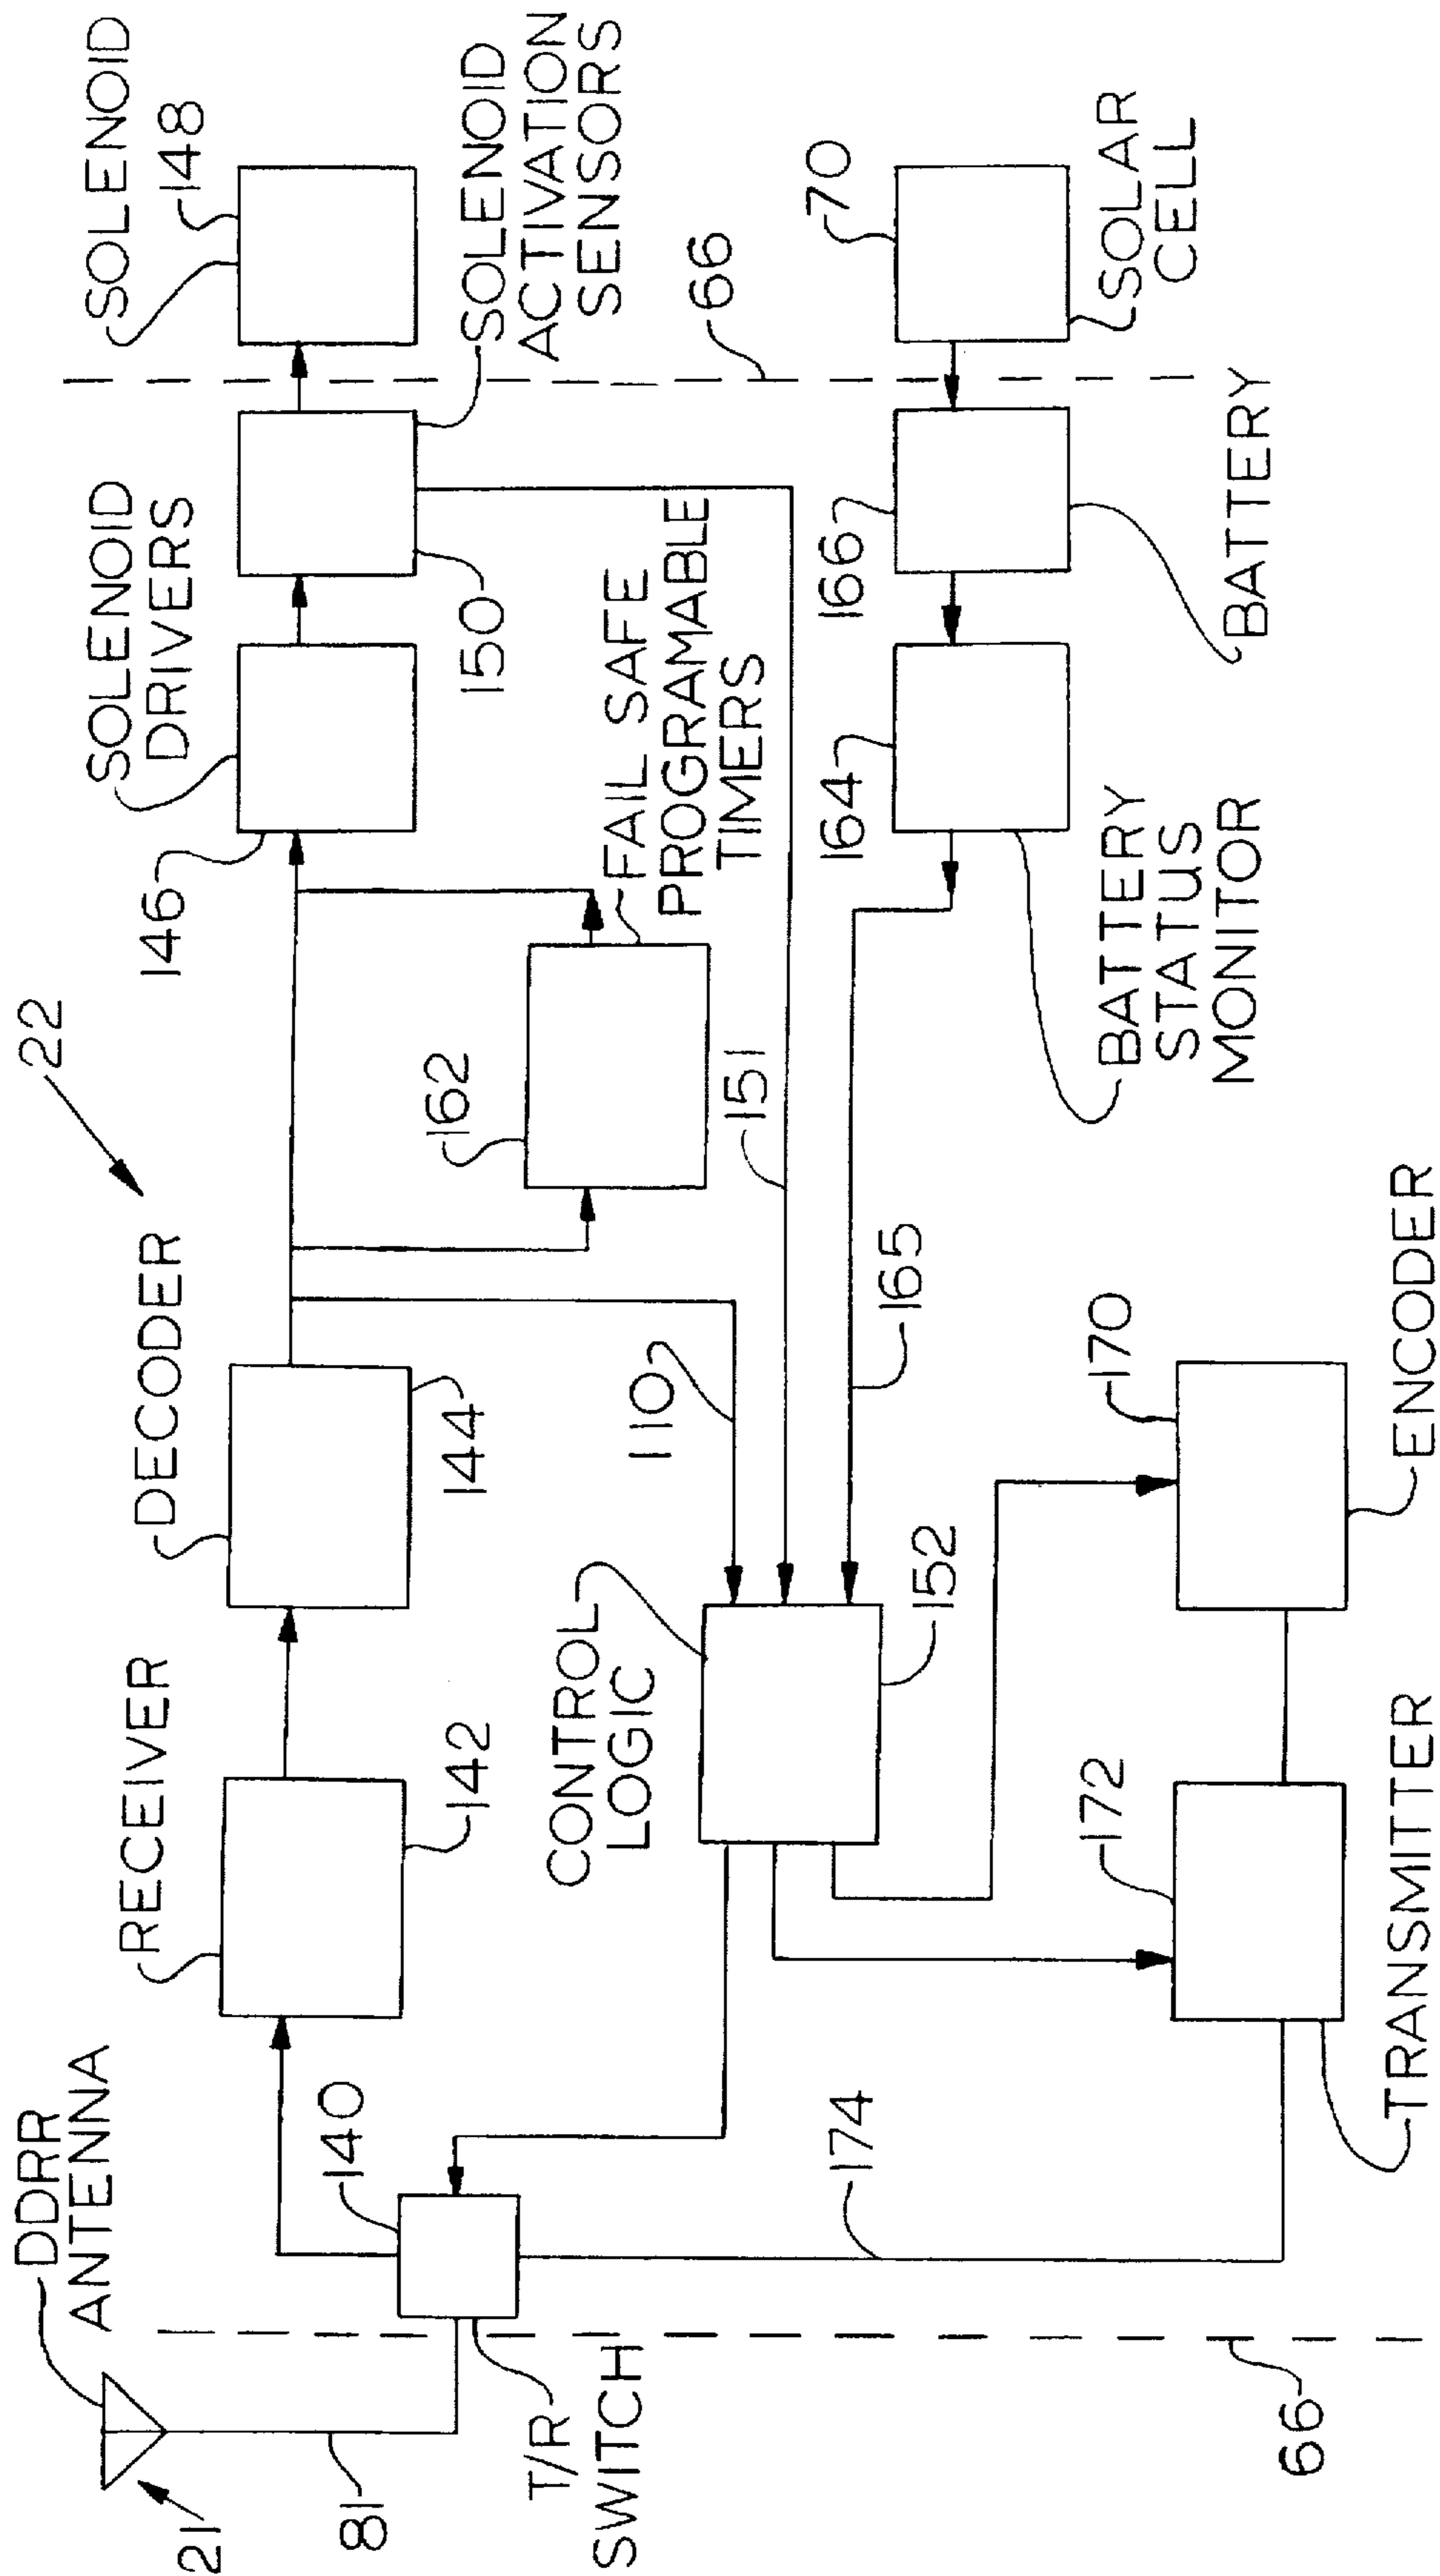 22
DDRR
ANTENNA
21
81
140
T/R
SWITCH
RECEIVER
142
DECODER
144
146
SOLENOID
DRIVERS
150
SOLENOID
148
SOLENOID
ACTIVATION
SENSORS
162
FAIL SAFE
PROGRAMABLE
TIMERS
66
110
151
165
CONTROL
LOGIC
152
164
BATTERY
STATUS
MONITOR
166
BATTERY
70
SOLAR
CELL
174
172
TRANSMITTER
170
ENCODER
66